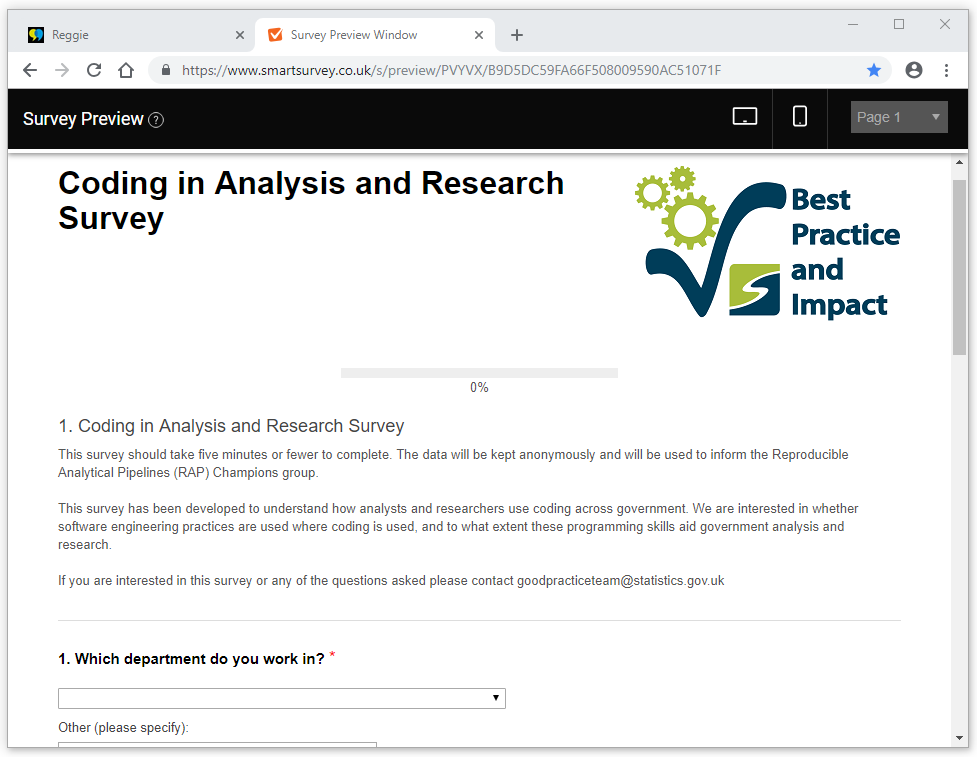 Reggie
Survey Preview Window
https://www.smartsurvey.co.uk/s/preview/PVYVX/B9D5DC59FA66F508009590AC51071F
Survey Preview ?
Page 1
Coding in Analysis and Research
Survey
Best
Practice
and
Impact
0%
1. Coding in Analysis and Research Survey
This survey should take five minutes or fewer to complete. The data will be kept anonymously and will be used to inform the Reproducible
Analytical Pipelines (RAP) Champions group.
This survey has been developed to understand how analysts and researchers use coding across government. We are interested in whether
software engineering practices are used where coding is used, and to what extent these programming skills aid government analysis and
research.
If you are interested in this survey or any of the questions asked please contact goodpracticeteam@statistics.gov.uk
1. Which department do you work in? *
Other (please specify):